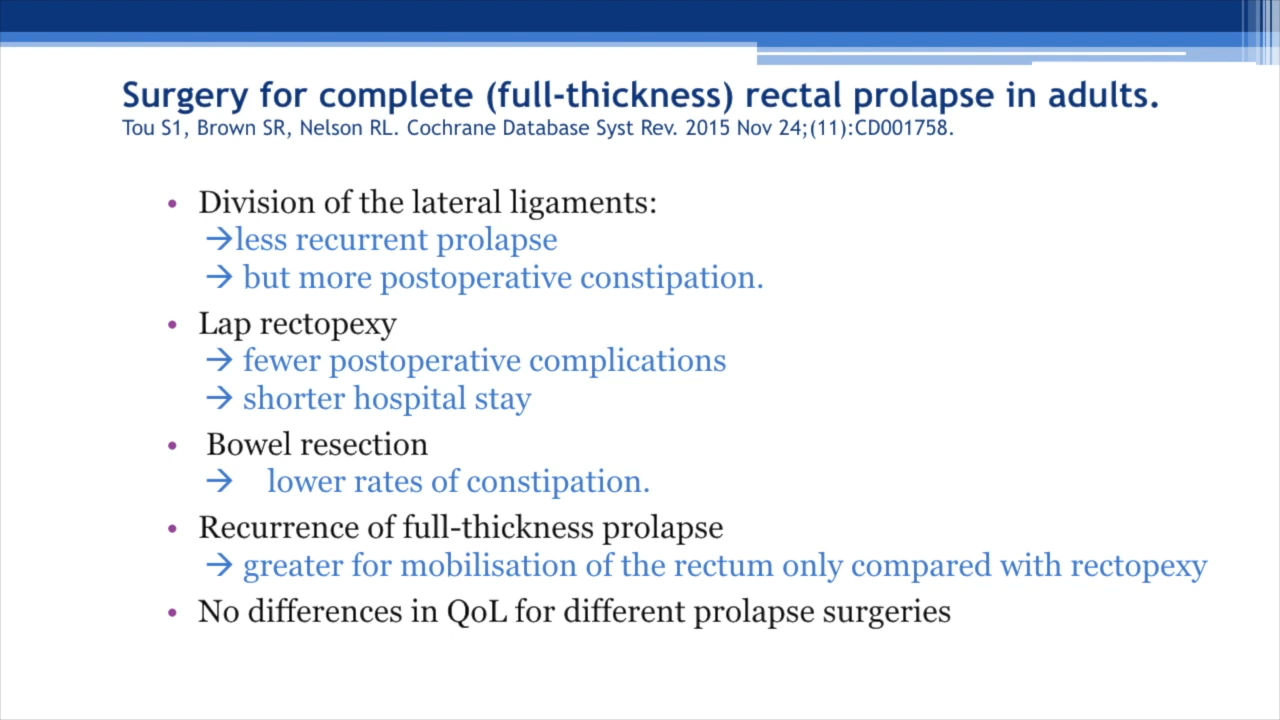 Surgery for complete (full-thickness) rectal prolapse in adults.
Tou S1, Brown SR, Nelson RL. Cochrane Database Syst Rev. 2015 Nov 24;(11):CD001758.
• Division of the lateral ligaments:
→less recurrent prolapse
→ but more postoperative constipation.
• Lap rectopexy
→ fewer postoperative complications
→ shorter hospital stay
• Bowel resection
→ lower rates of constipation.
• Recurrence of full-thickness prolapse
→ greater for mobilisation of the rectum only compared with rectopexy
• No differences in QoL for different prolapse surgeries